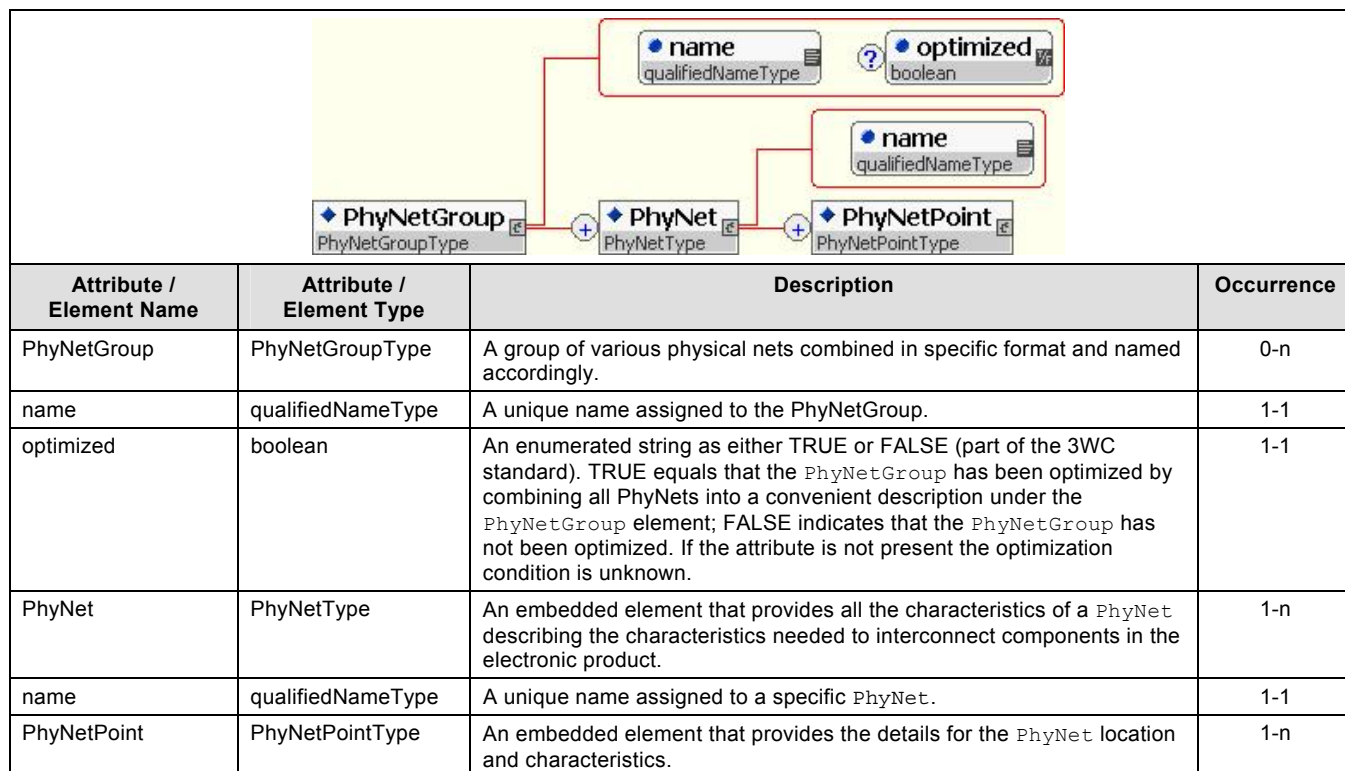 name
qualifiedNameType
?
optimized
T/F
boolean
name
qualifiedNameType
PhyNetGroup
PhyNetGroupType
+
PhyNet
PhyNetType
+
PhyNetPoint
PhyNetPointType
Attribute /
Element Name
Attribute /
Element Type
Description
Occurrence
PhyNetGroup
PhyNetGroupType
A group of various physical nets combined in specific format and named
accordingly.
0-n
name
qualifiedNameType
A unique name assigned to the PhyNetGroup.
1-1
optimized
boolean
An enumerated string as either TRUE or FALSE (part of the 3WC
standard). TRUE equals that the PhyNetGroup has been optimized by
combining all PhyNets into a convenient description under the
PhyNetGroup element; FALSE indicates that the PhyNetGroup has
not been optimized. If the attribute is not present the optimization
condition is unknown.
1-1
PhyNet
PhyNetType
An embedded element that provides all the characteristics of a PhyNet
describing the characteristics needed to interconnect components in the
electronic product.
1-n
name
qualifiedNameType
A unique name assigned to a specific PhyNet.
1-1
PhyNetPoint
PhyNetPointType
An embedded element that provides the details for the PhyNet location
and characteristics.
1-n